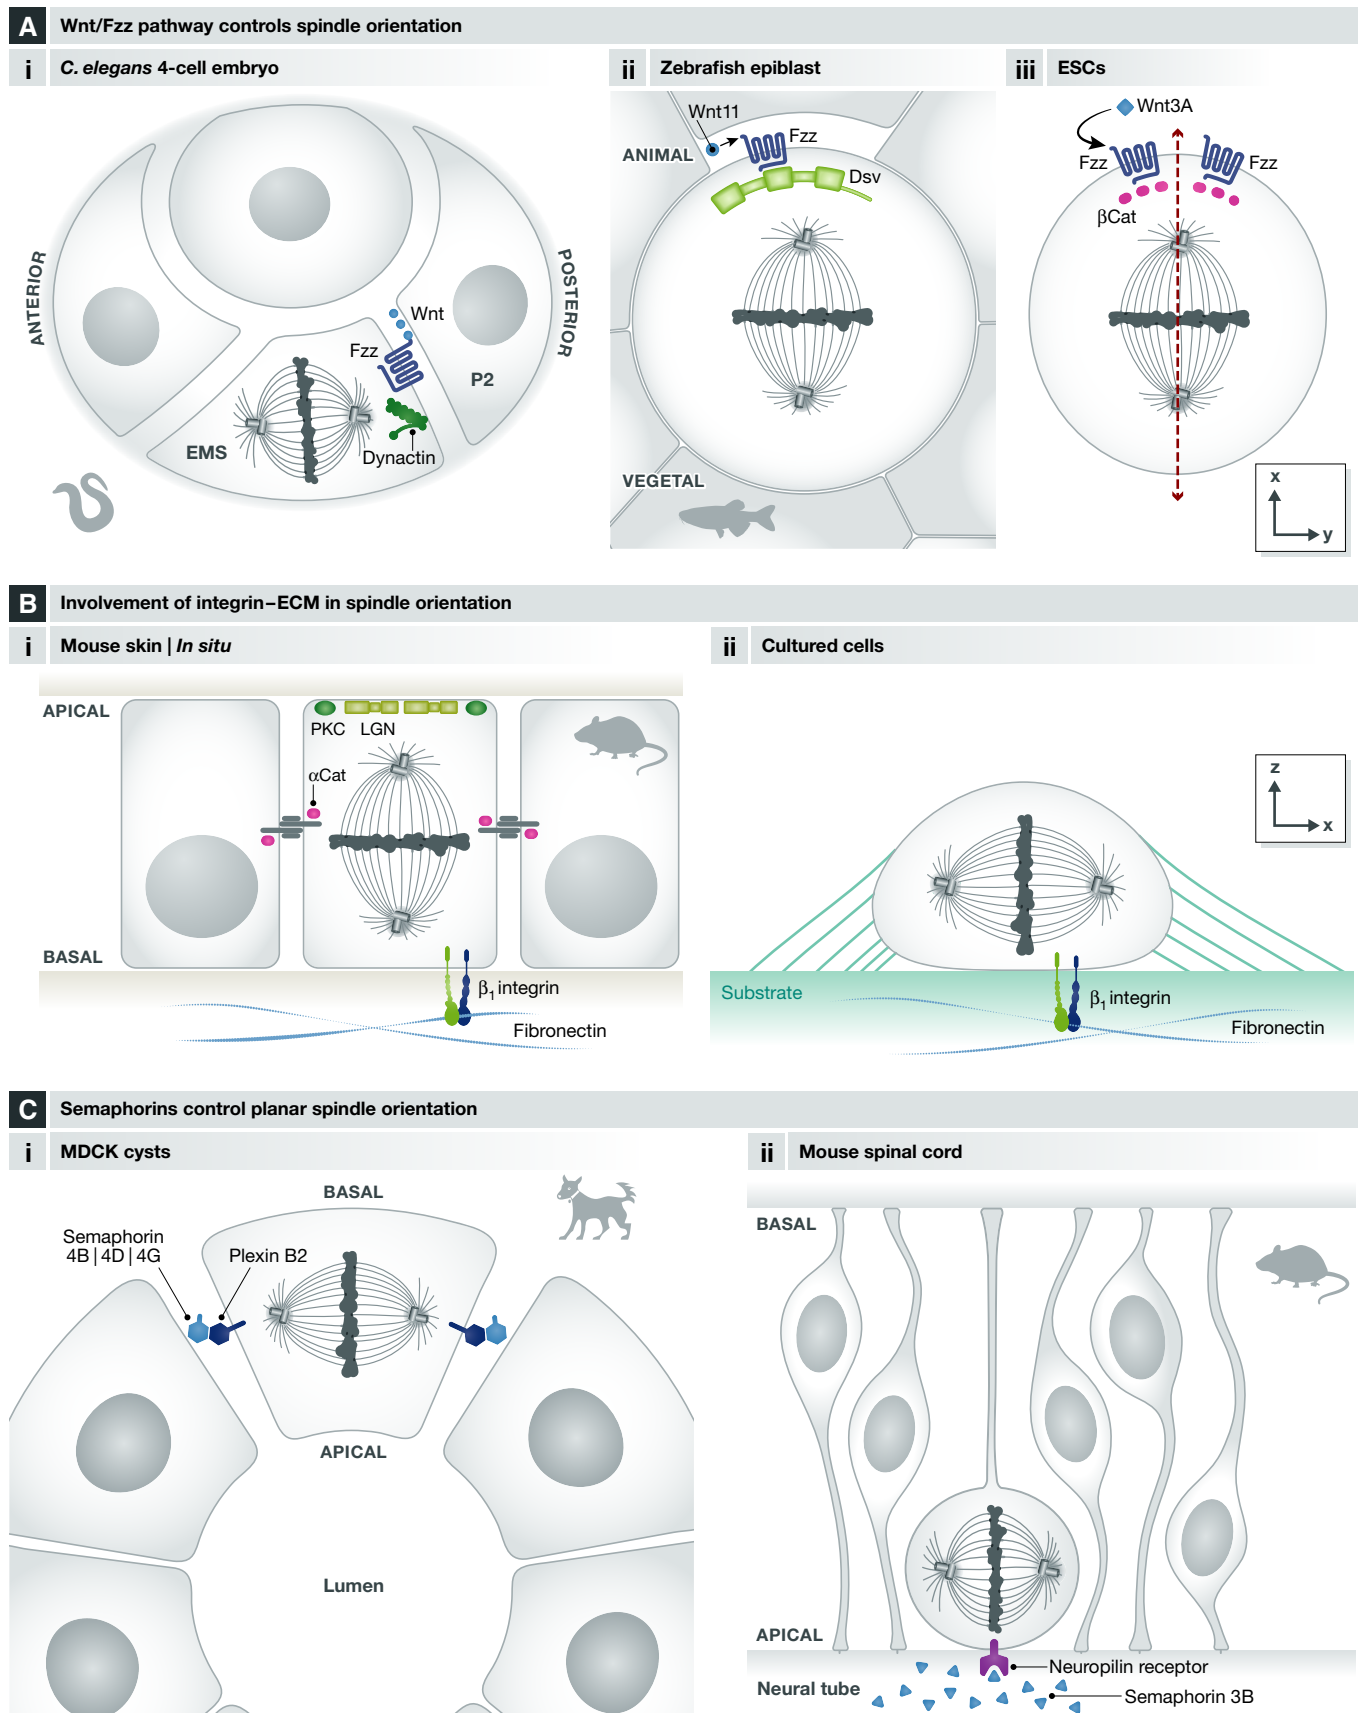 A Wnt/Fzz pathway controls spindle orientation
i C. elegans 4-cell embryo
ANTERIOR
POSTERIOR
Wnt
Fzz
P2
EMS
Dynactin
ii Zebrafish epiblast
Wnt11
Fzz
ANIMAL
Dsv
VEGETAL
iii ESCs
Wnt3A
Fzz
Fzz
βCat
x
y
B Involvement of integrin–ECM in spindle orientation
i Mouse skin | In situ
APICAL
PKC LGN
αCat
BASAL
β1 integrin
Fibronectin
ii Cultured cells
z
x
Substrate
β1 integrin
Fibronectin
C Semaphorins control planar spindle orientation
i MDCK cysts
BASAL
Semaphorin
4B | 4D | 4G
Plexin B2
APICAL
Lumen
ii Mouse spinal cord
BASAL
APICAL
Neuropilin receptor
Neural tube
Semaphorin 3B